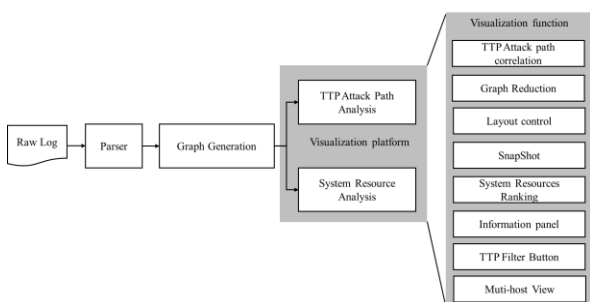 Visualization function
TTP Attack path
correlation
Graph Reduction
Layout control
SnapShot
System Resources
Ranking
Information panel
TTP Filter Button
Muti-host View
Raw Log
Parser
Graph Generation
TTP Attack Path
Analysis
Visualization platform
System Resource
Analysis